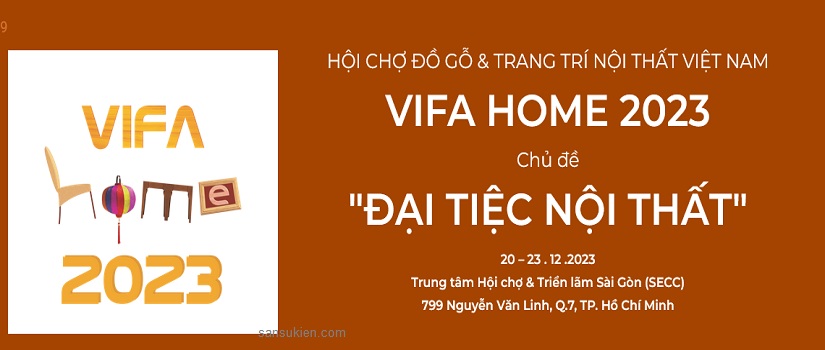 9
VIFA
home
2023
HỘI CHỢ ĐỒ GỖ & TRANG TRÍ NỘI THẤT VIỆT NAM
VIFA HOME 2023
Chủ đề
"ĐẠI TIỆC NỘI THẤT"
20 – 23 . 12 .2023
Trung tâm Hội chợ & Triển lãm Sài Gòn (SECC)
799 Nguyễn Văn Linh, Q.7, TP. Hồ Chí Minh
sansukien.com